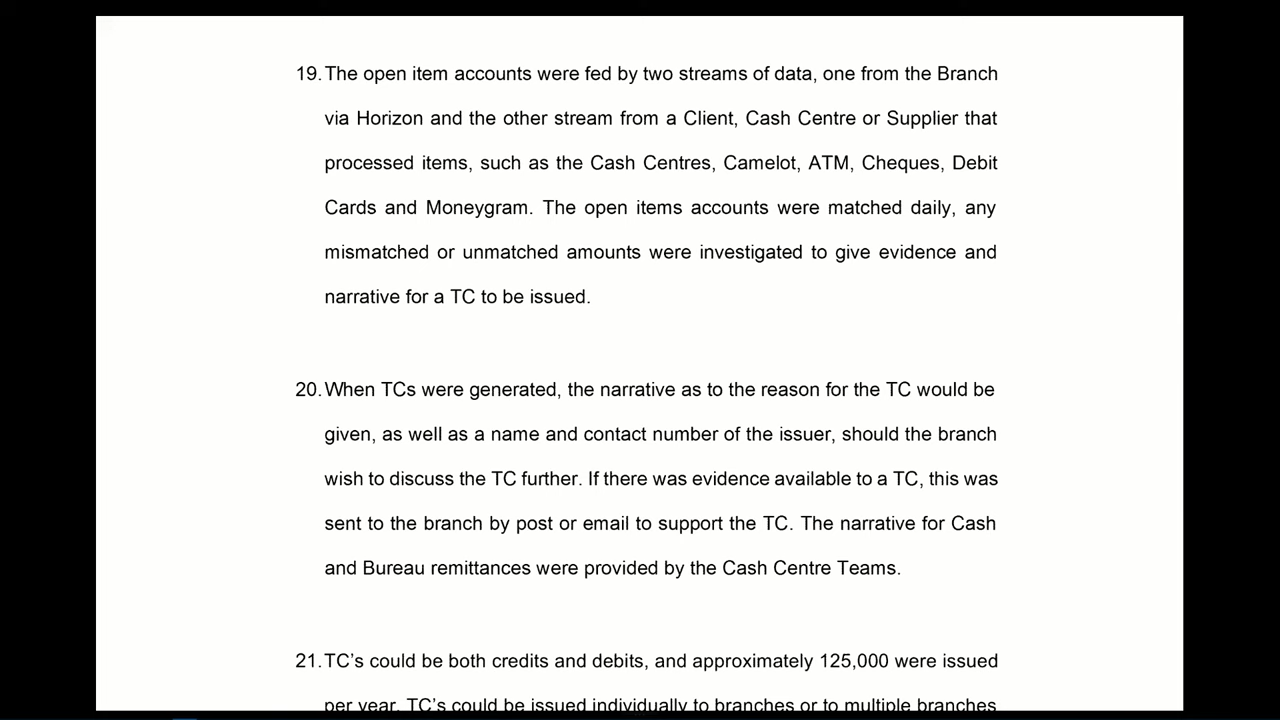 19. The open item accounts were fed by two streams of data, one from the Branch
via Horizon and the other stream from a Client, Cash Centre or Supplier that
processed items, such as the Cash Centres, Camelot, ATM, Cheques, Debit
Cards and Moneygram. The open items accounts were matched daily, any
mismatched or unmatched amounts were investigated to give evidence and
narrative for a TC to be issued.
20. When TCs were generated, the narrative as to the reason for the TC would be
given, as well as a name and contact number of the issuer, should the branch
wish to discuss the TC further. If there was evidence available to a TC, this was
sent to the branch by post or email to support the TC. The narrative for Cash
and Bureau remittances were provided by the Cash Centre Teams.
21. TC’s could be both credits and debits, and approximately 125,000 were issued
per year. TC’s could be issued individually to branches or to multiple branches